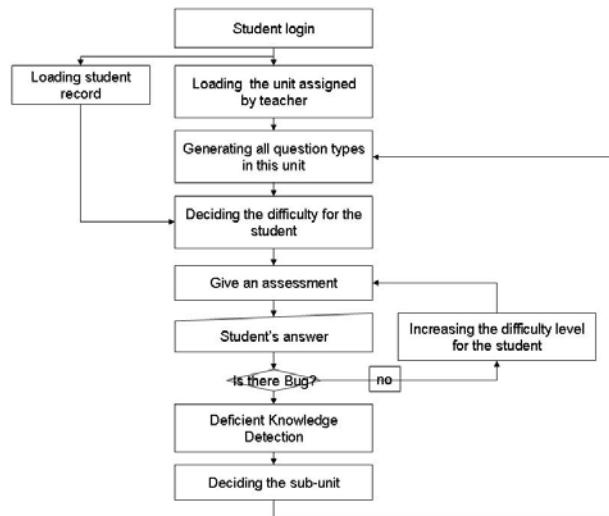 Student login
Loading student
record
Loading the unit assigned
by teacher
Generating all question types
in this unit
Deciding the difficulty for the
student
Give an assessment
Student's answer
Increasing the difficulty level
for the student
Is there Bug?
no
Deficient Knowledge
Detection
Deciding the sub-unit